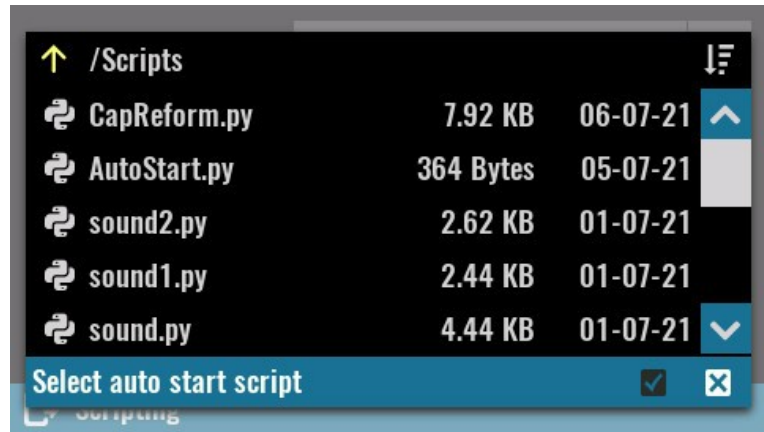 /Scripts
CapReform.py 7.92 KB 06-07-21
AutoStart.py 364 Bytes 05-07-21
sound2.py 2.62 KB 01-07-21
sound1.py 2.44 KB 01-07-21
sound.py 4.44 KB 01-07-21
Select auto start script
Scripting